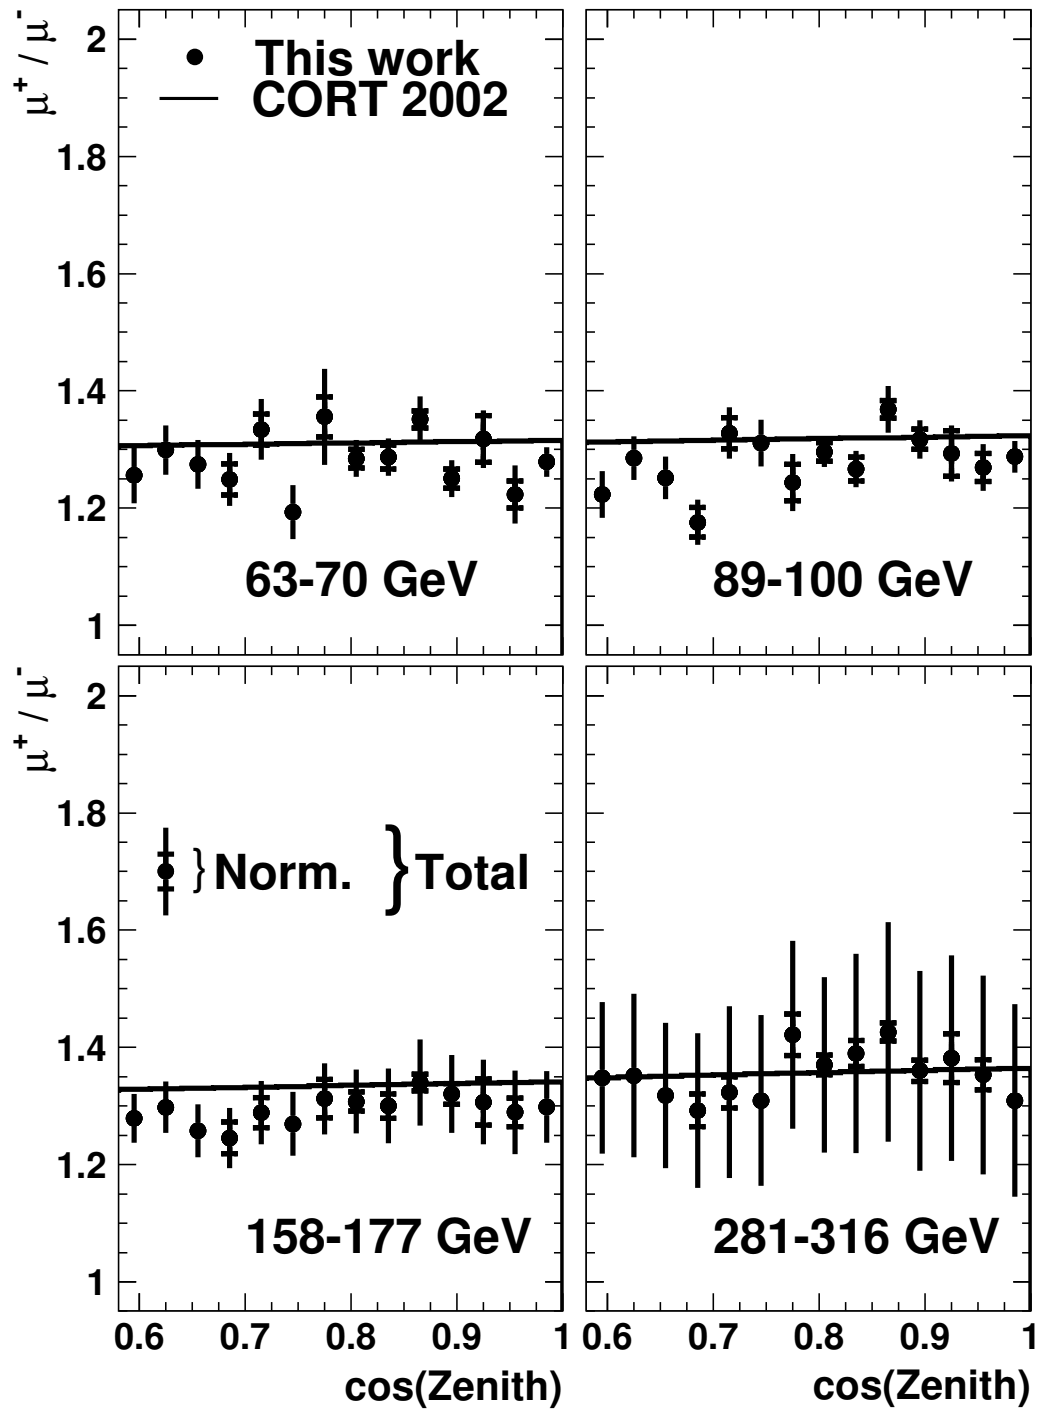 μ+ / μ-
2
1.8
1.6
1.4
1.2
1
This work
CORT 2002
63-70 GeV
89-100 GeV
μ+ / μ-
2
1.8
1.6
1.4
1.2
1
} Norm. } Total
158-177 GeV
281-316 GeV
0.6 0.7 0.8 0.9 1 0.6 0.7 0.8 0.9 1
cos(Zenith) cos(Zenith)